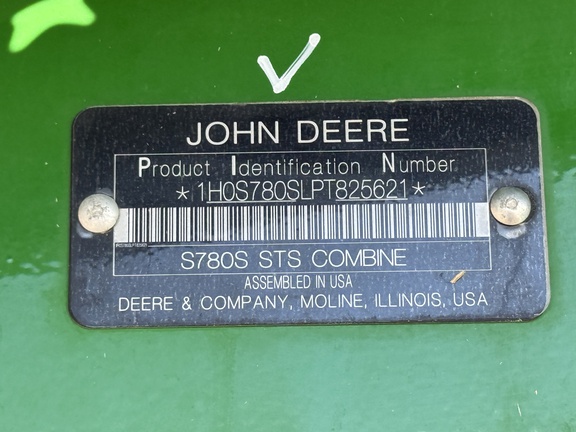 JOHN DEERE
Product Identification Number
*1H0S780SLPT825621*
S780S STS COMBINE
ASSEMBLED IN USA
DEERE & COMPANY, MOLINE, ILLINOIS, USA